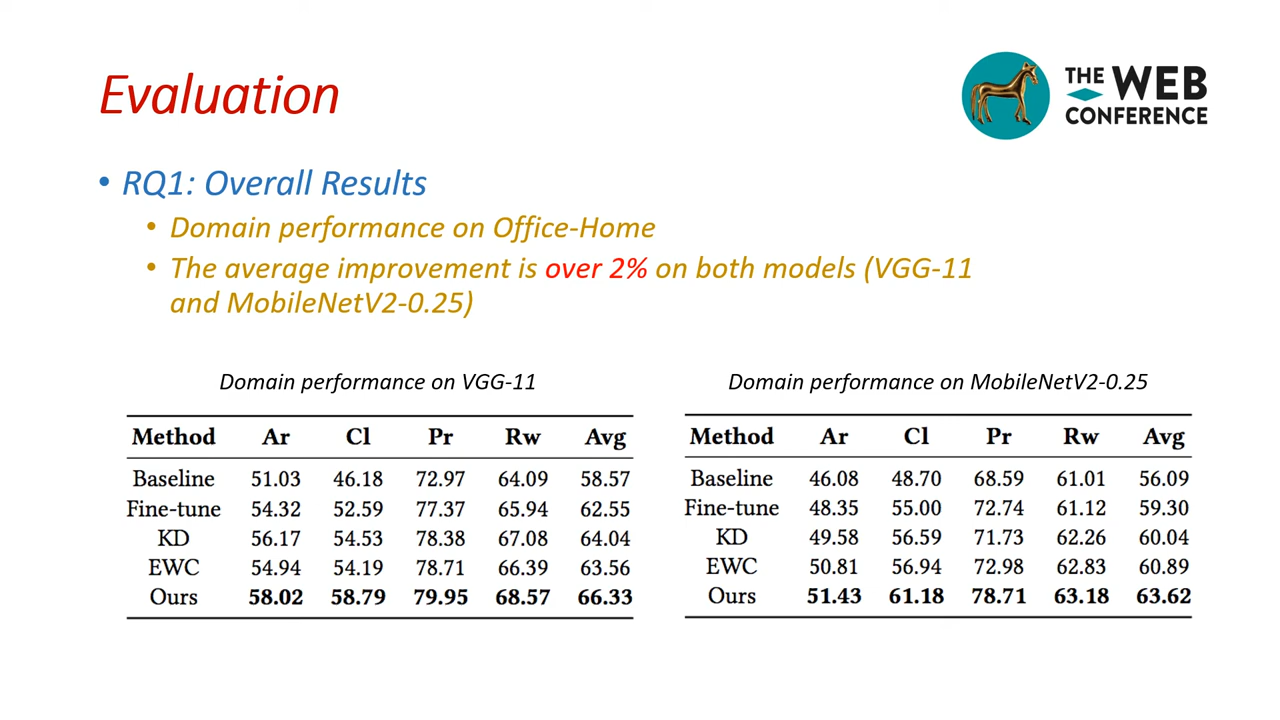 Evaluation
THE WEB
CONFERENCE
• RQ1: Overall Results
• Domain performance on Office-Home
• The average improvement is over 2% on both models (VGG-11
and MobileNetV2-0.25)
Domain performance on VGG-11
Method Ar Cl Pr Rw Avg
Baseline 51.03 46.18 72.97 64.09 58.57
Fine-tune 54.32 52.59 77.37 65.94 62.55
KD 56.17 54.53 78.38 67.08 64.04
EWC 54.94 54.19 78.71 66.39 63.56
Ours 58.02 58.79 79.95 68.57 66.33
Domain performance on MobileNetV2-0.25
Method Ar Cl Pr Rw Avg
Baseline 46.08 48.70 68.59 61.01 56.09
Fine-tune 48.35 55.00 72.74 61.12 59.30
KD 49.58 56.59 71.73 62.26 60.04
EWC 50.81 56.94 72.98 62.83 60.89
Ours 51.43 61.18 78.71 63.18 63.62